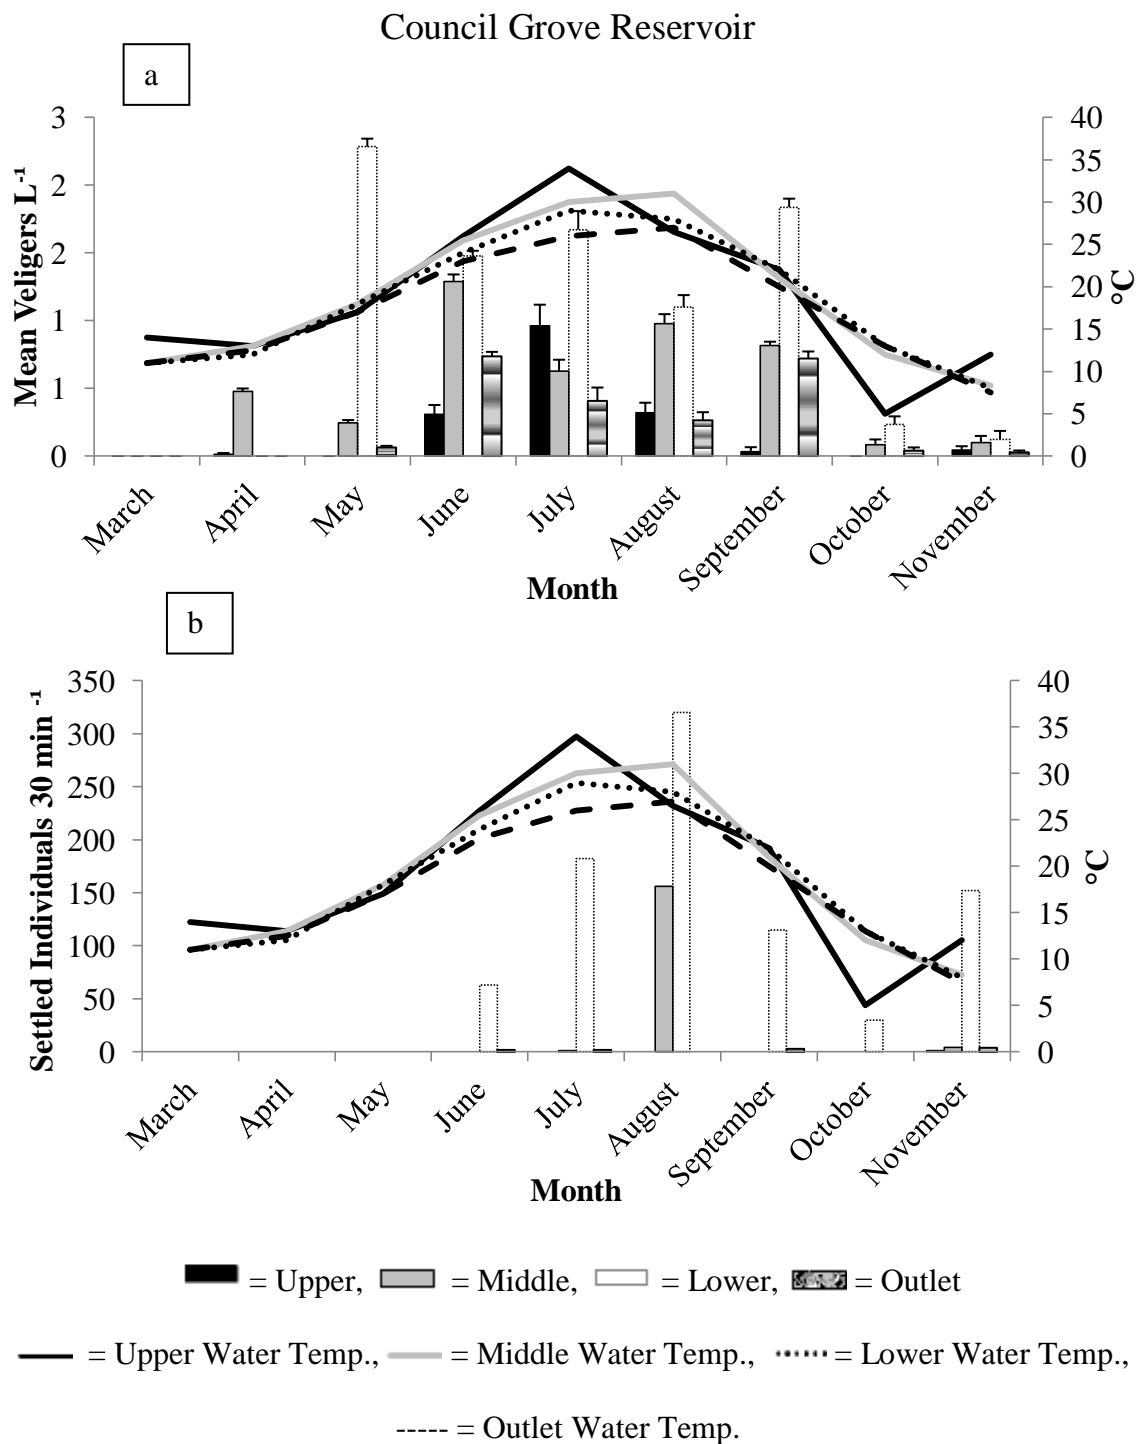 Council Grove Reservoir
a
Mean Veligers L⁻¹
3
2
2
1
1
0
40
35
30
25
20
15
10
5
0
°C
March
April
May
June
July
August
September
October
November
Month
b
Settled Individuals 30 min ⁻¹
350
300
250
200
150
100
50
0
40
35
30
25
20
15
10
5
0
°C
March
April
May
June
July
August
September
October
November
Month
= Upper, = Middle, = Lower, = Outlet
= Upper Water Temp., = Middle Water Temp., = Lower Water Temp.,
= Outlet Water Temp.